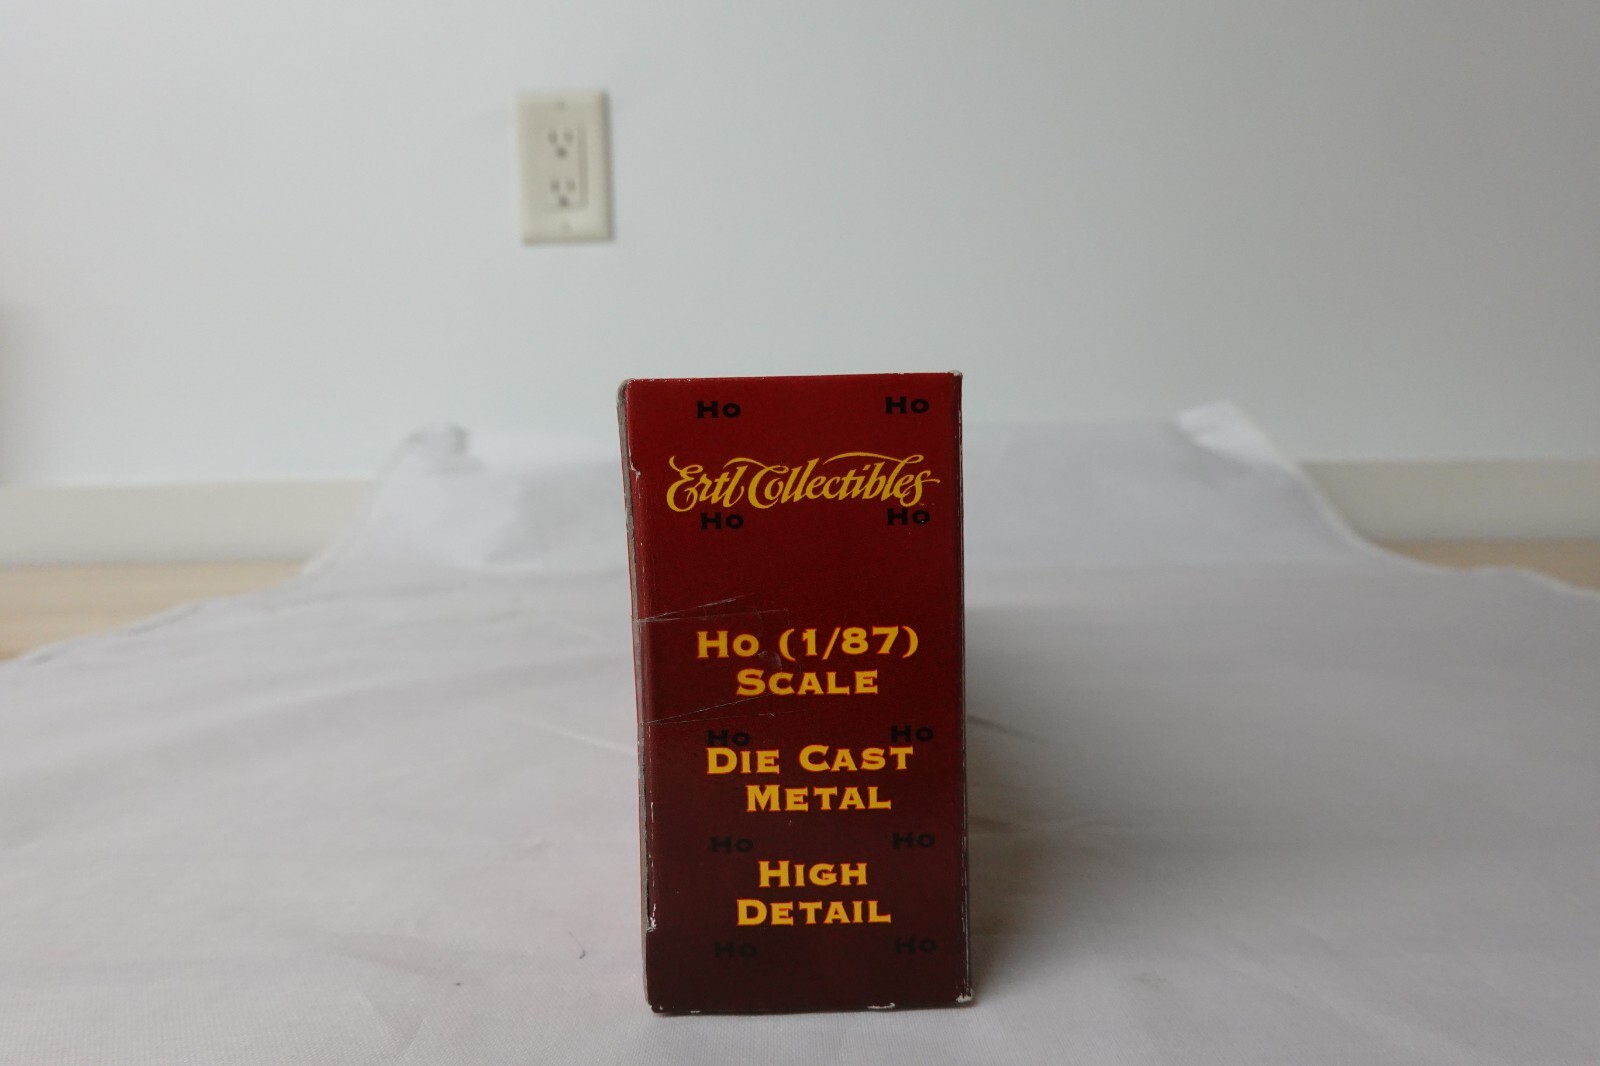 Ho Ho
Ertl Collectibles
Ho Ho
Ho (1/87)
Scale
Ho Ho
Die Cast
Metal
Ho Ho
High
Detail
Ho Ho